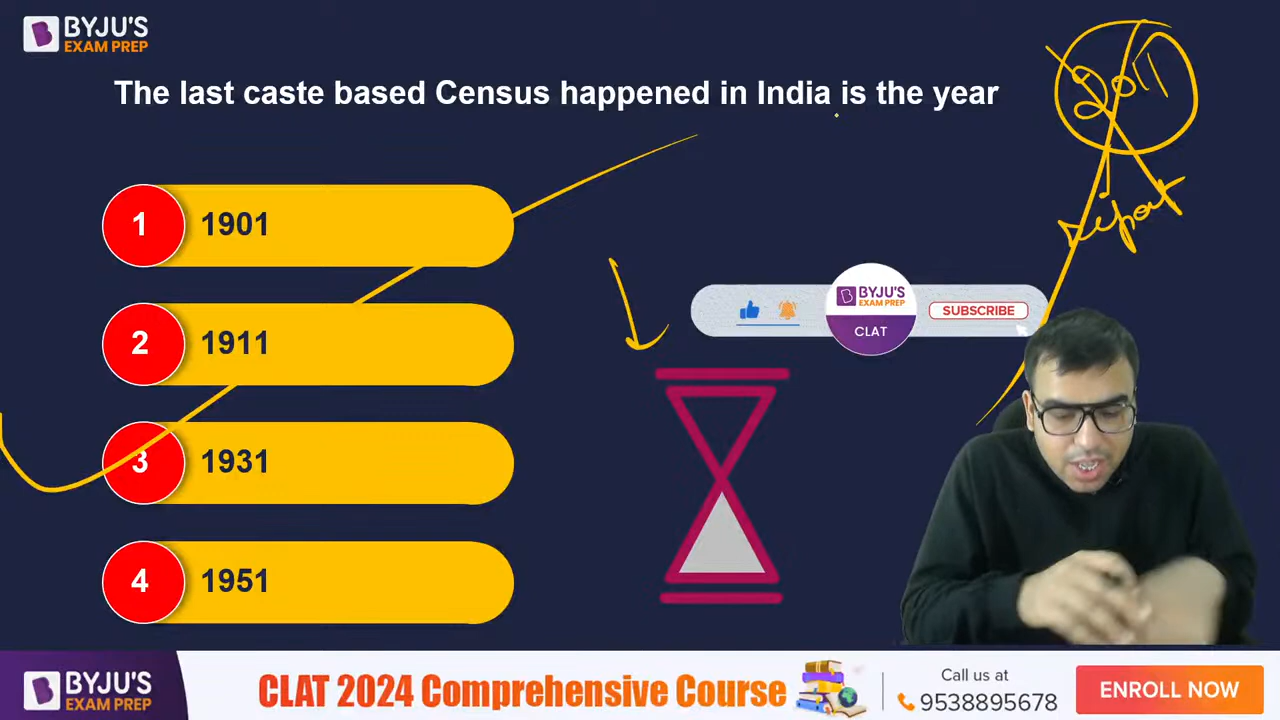 BYJU'S
EXAM PREP
The last caste based Census happened in India is the year
2011
Report
1 1901
2 1911
3 1931
4 1951
BYJU'S
EXAM PREP
CLAT
SUBSCRIBE
BYJU'S
EXAM PREP
CLAT 2024 Comprehensive Course
Call us at
9538895678
ENROLL NOW